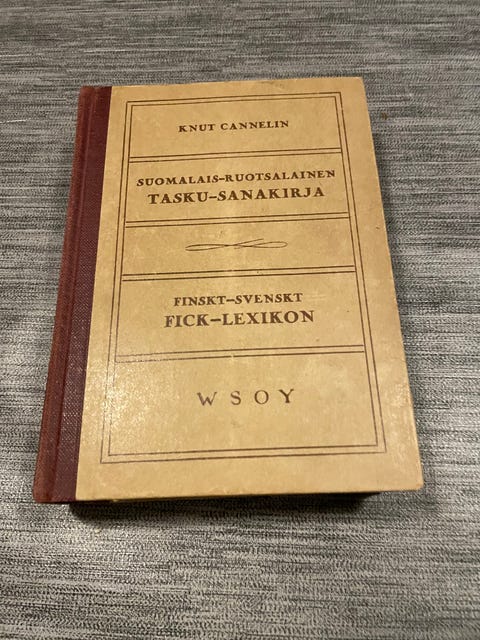 KNUT CANNELIN
SUOMALAIS-RUOTSALAINEN
TASKU-SANAKIRJA
FINSKT-SVENSKT
FICK-LEXIKON
WSOY